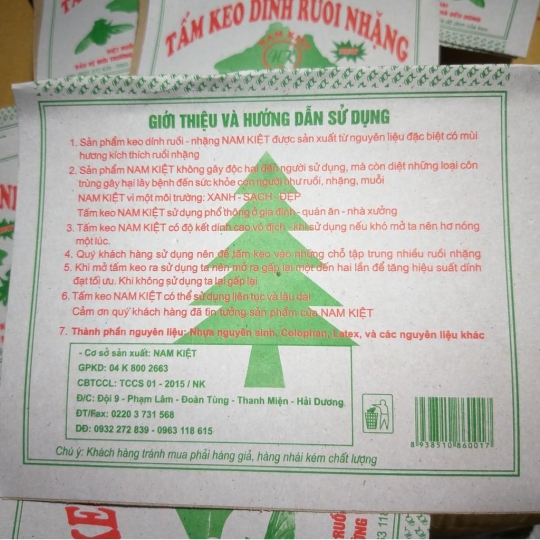 TẤM KEO DÍNH RUỒI NHẶNG
NAM KIỆT
GIỚI THIỆU VÀ HƯỚNG DẪN SỬ DỤNG
1. Sản phẩm keo dính ruồi - nhặng NAM KIỆT được sản xuất từ nguyên liệu đặc biệt có mùi
hương kích thích ruồi nhặng
2. Sản phẩm NAM KIỆT không gây độc hại đến người sử dụng, mà còn diệt những loại côn
trùng gây hại lây bệnh đến sức khỏe con người như ruồi, nhặng, muỗi
NAM KIỆT vì một môi trường: XANH - SẠCH - ĐẸP
Tấm keo NAM KIỆT sử dụng phổ thông ở gia đình - quán ăn - nhà xưởng
3. Tấm keo NAM KIỆT có độ kết dính cao vô địch - khi sử dụng nếu khó mở ta nên hơ nóng
một lúc.
4. Quý khách hàng sử dụng nên để tấm keo vào những chỗ tập trung nhiều ruồi nhặng
5. Khi mở tấm keo ra sử dụng ta nên mở ra gấp lại một đến hai lần để tăng hiệu suất dính
đạt tối ưu. Khi không sử dụng ta lại gấp lại
6. Tấm keo NAM KIỆT có thể sử dụng liên tục và lâu dài
Cảm ơn quý khách hàng đã tin tưởng sản phẩm của NAM KIỆT
7. Thành phần nguyên liệu: Nhựa nguyên sinh, Colophan, Latex, và các nguyên liệu khác
- Cơ sở sản xuất: NAM KIỆT
GPKD: 04 K 800 2663
CBTCCL: TCCS 01 - 2015 / NK
Đ/C: Đội 9 - Phạm Lâm - Đoàn Tùng - Thanh Miện - Hải Dương
ĐT/Fax: 0220 3 731 568
DĐ: 0932 272 839 - 0963 118 615
8 938510 860017
Chú ý: Khách hàng tránh mua phải hàng giả, hàng nhái kém chất lượng
TẤM KE